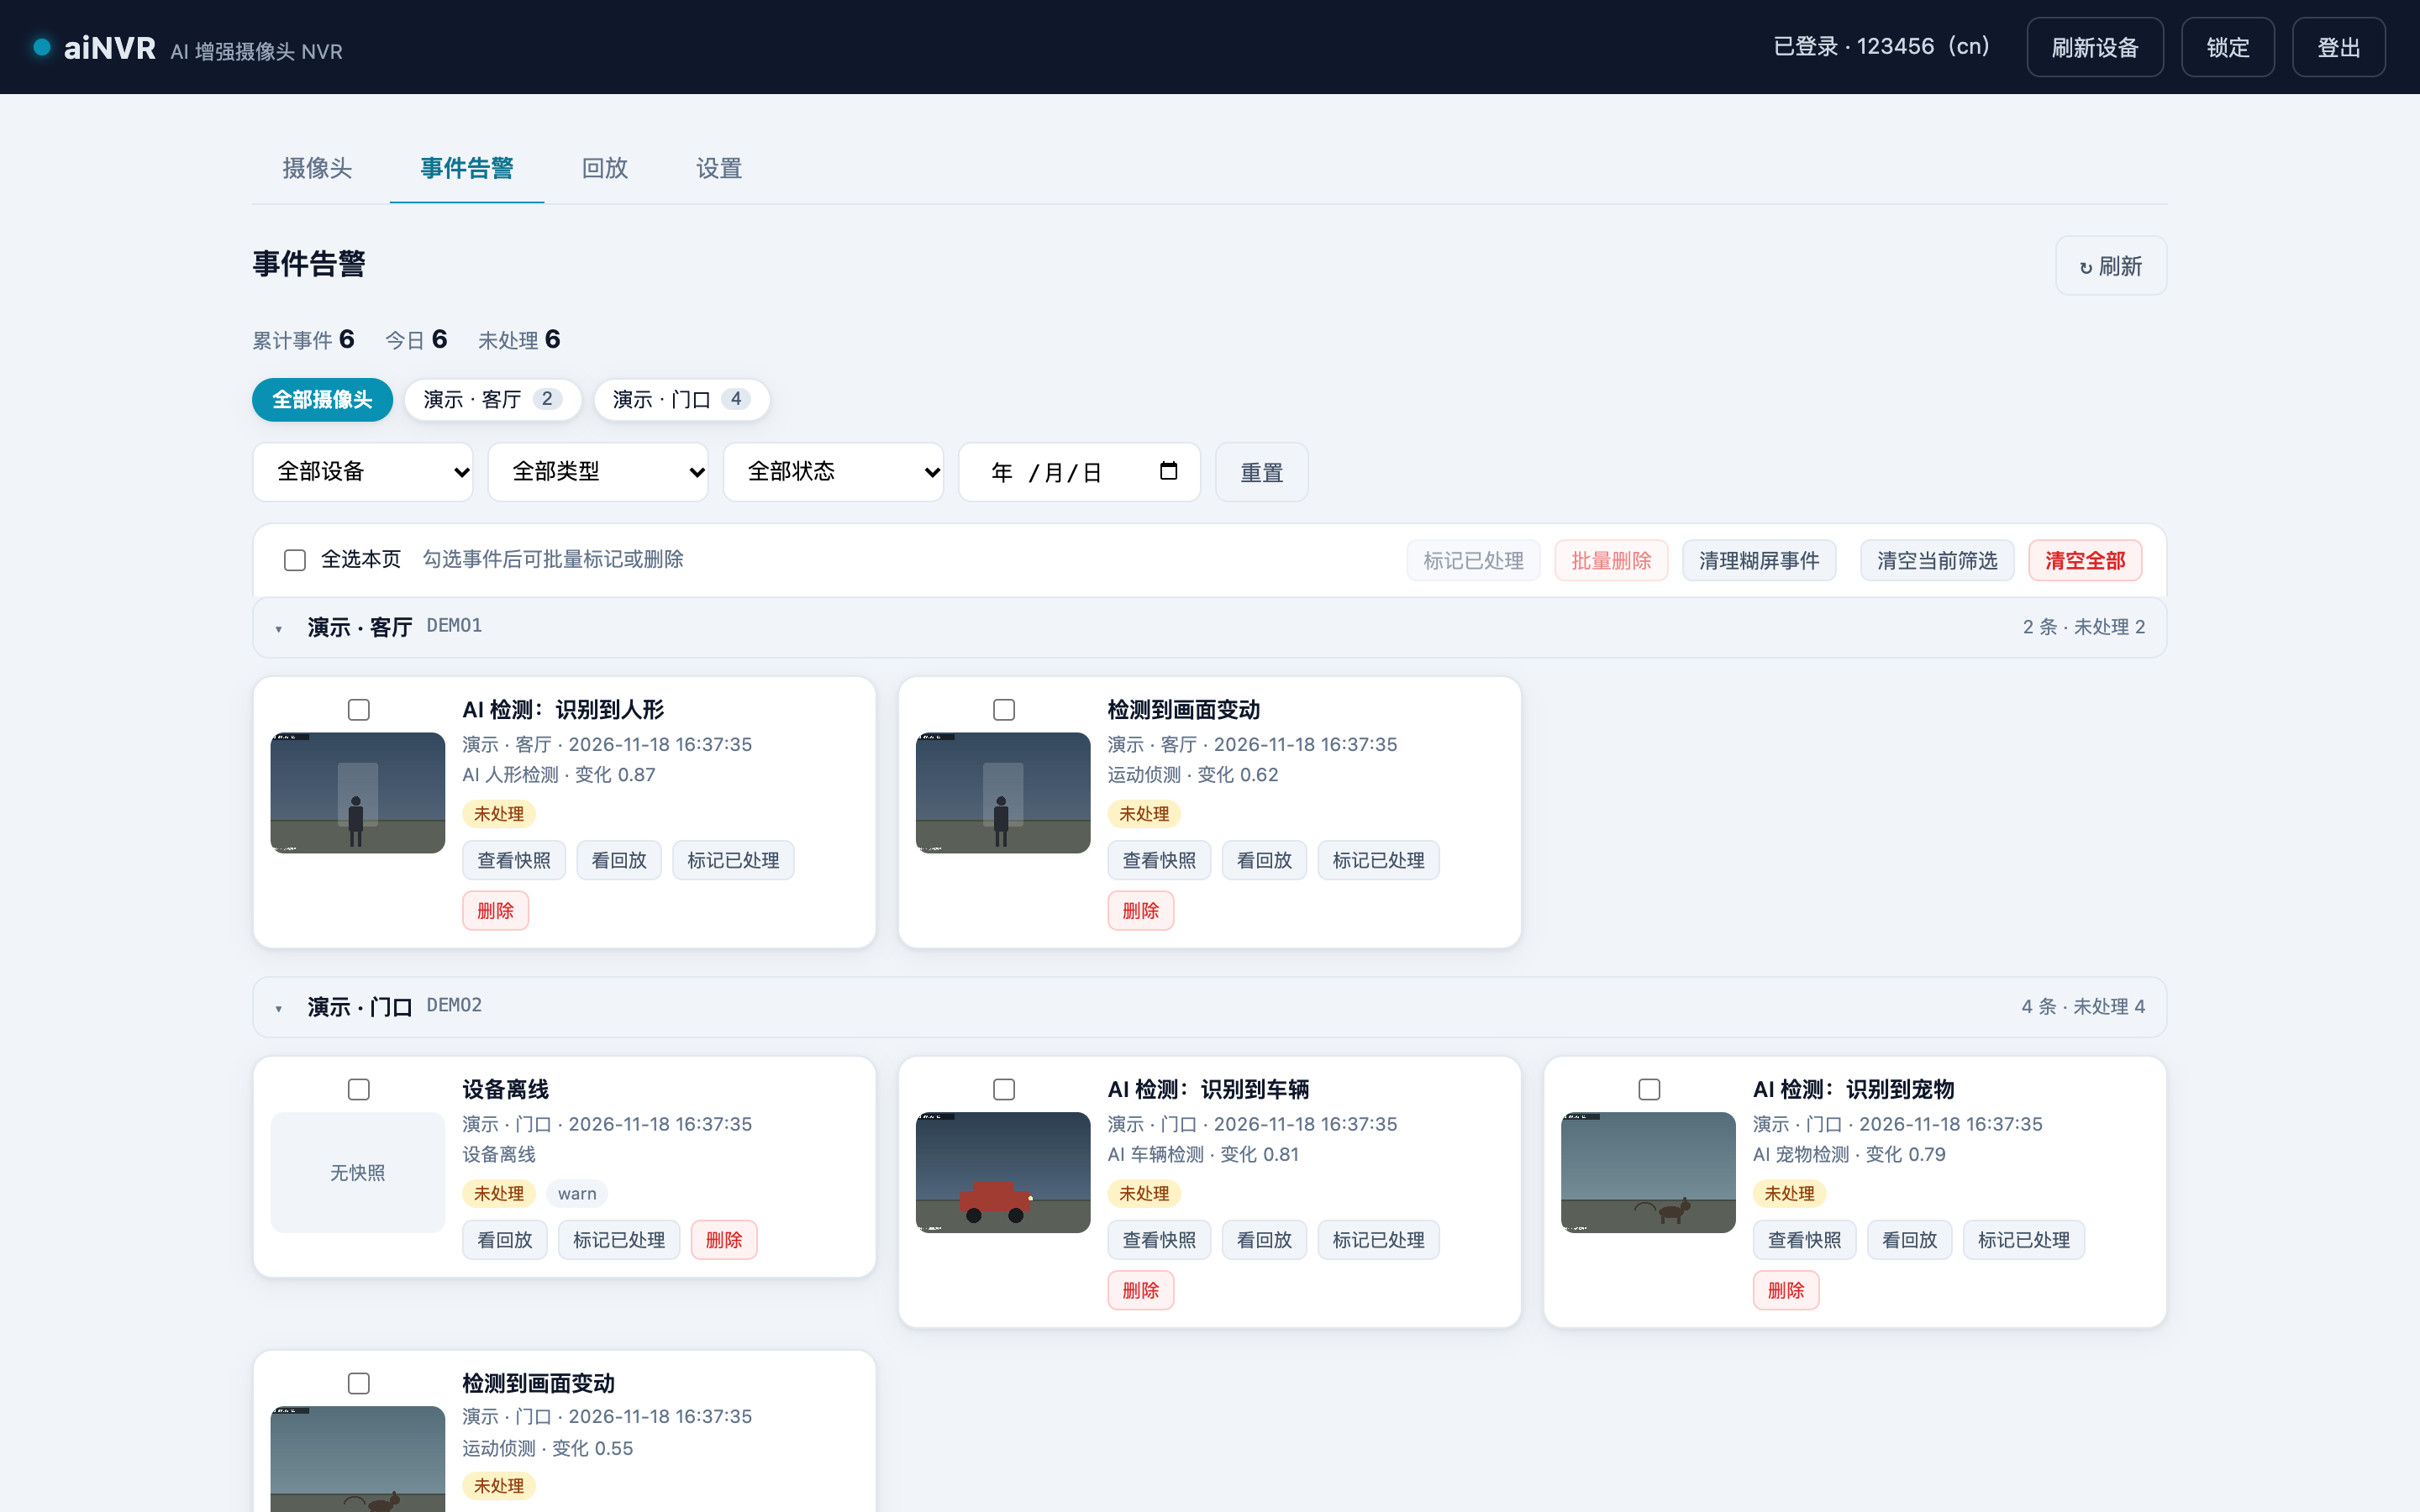 aiNVR AI 增强摄像头 NVR 已登录 · 123456（cn） 刷新设备 锁定 登出
摄像头 事件告警 回放 设置
事件告警 ↻ 刷新
累计事件 6 今日 6 未处理 6
全部摄像头 演示 · 客厅 2 演示 · 门口 4
全部设备 全部类型 全部状态 年 /月/日 重置
全选本页 勾选事件后可批量标记或删除 标记已处理 批量删除 清理糊屏事件 清空当前筛选 清空全部
▾ 演示 · 客厅 DEMO1 2 条 · 未处理 2
AI 检测：识别到人形
演示 · 客厅 · 2026-11-18 16:37:35
AI 人形检测 · 变化 0.87
未处理
查看快照 看回放 标记已处理
删除
检测到画面变动
演示 · 客厅 · 2026-11-18 16:37:35
运动侦测 · 变化 0.62
未处理
查看快照 看回放 标记已处理
删除
▾ 演示 · 门口 DEMO2 4 条 · 未处理 4
无快照
设备离线
演示 · 门口 · 2026-11-18 16:37:35
设备离线
未处理 warn
看回放 标记已处理 删除
AI 检测：识别到车辆
演示 · 门口 · 2026-11-18 16:37:35
AI 车辆检测 · 变化 0.81
未处理
查看快照 看回放 标记已处理
删除
AI 检测：识别到宠物
演示 · 门口 · 2026-11-18 16:37:35
AI 宠物检测 · 变化 0.79
未处理
查看快照 看回放 标记已处理
删除
检测到画面变动
演示 · 门口 · 2026-11-18 16:37:35
运动侦测 · 变化 0.55
未处理